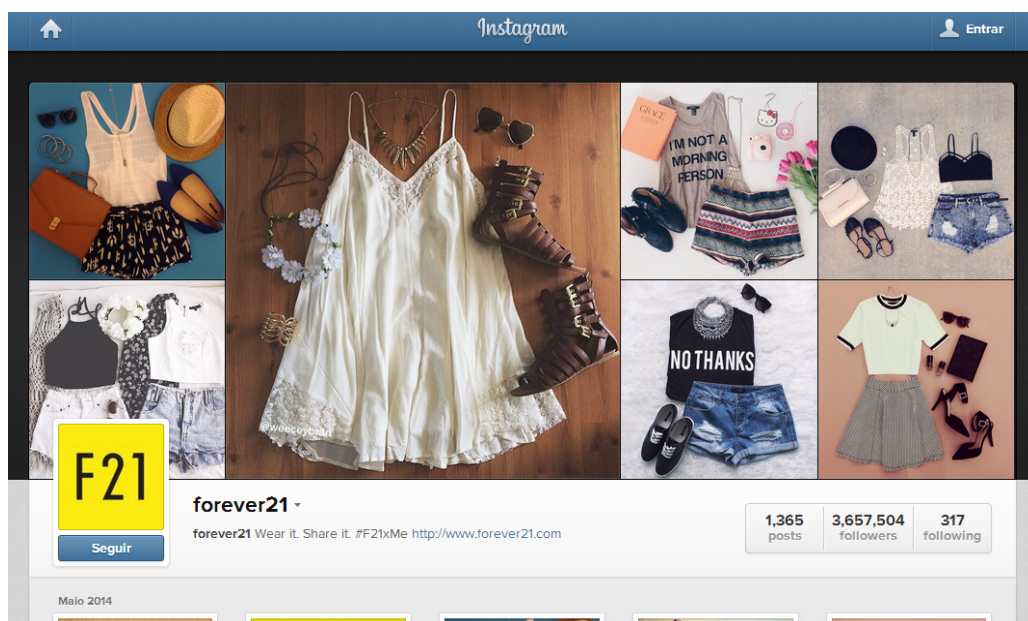 Instagram
Entrar
GRACE
I'M NOT A
MORNING
PERSON
@weeceybran
NO THANKS
F21
Seguir
forever21
forever21 Wear it. Share it. #F21xMe http://www.forever21.com
1,365
posts
3,657,504
followers
317
following
Maio 2014